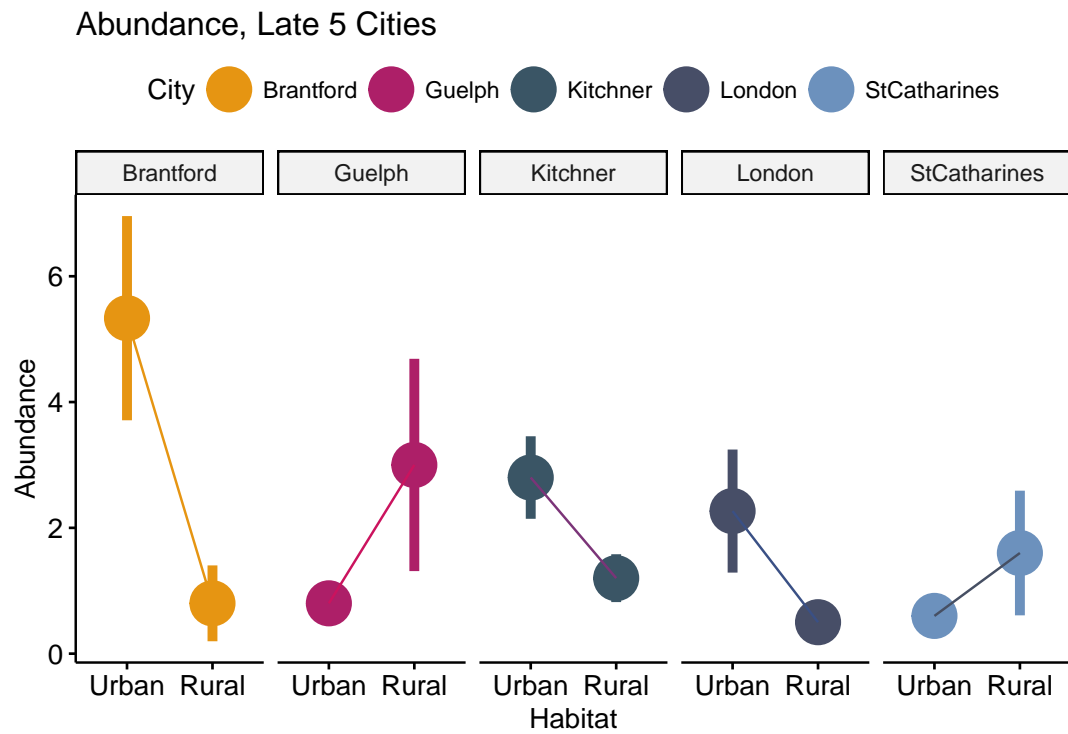 Abundance, Late 5 Cities
City Brantford Guelph Kitchner London StCatharines
Brantford Guelph Kitchner London StCatharines
6
4
2
0
Abundance
Urban Rural Urban Rural Urban Rural Urban Rural Urban Rural
Habitat